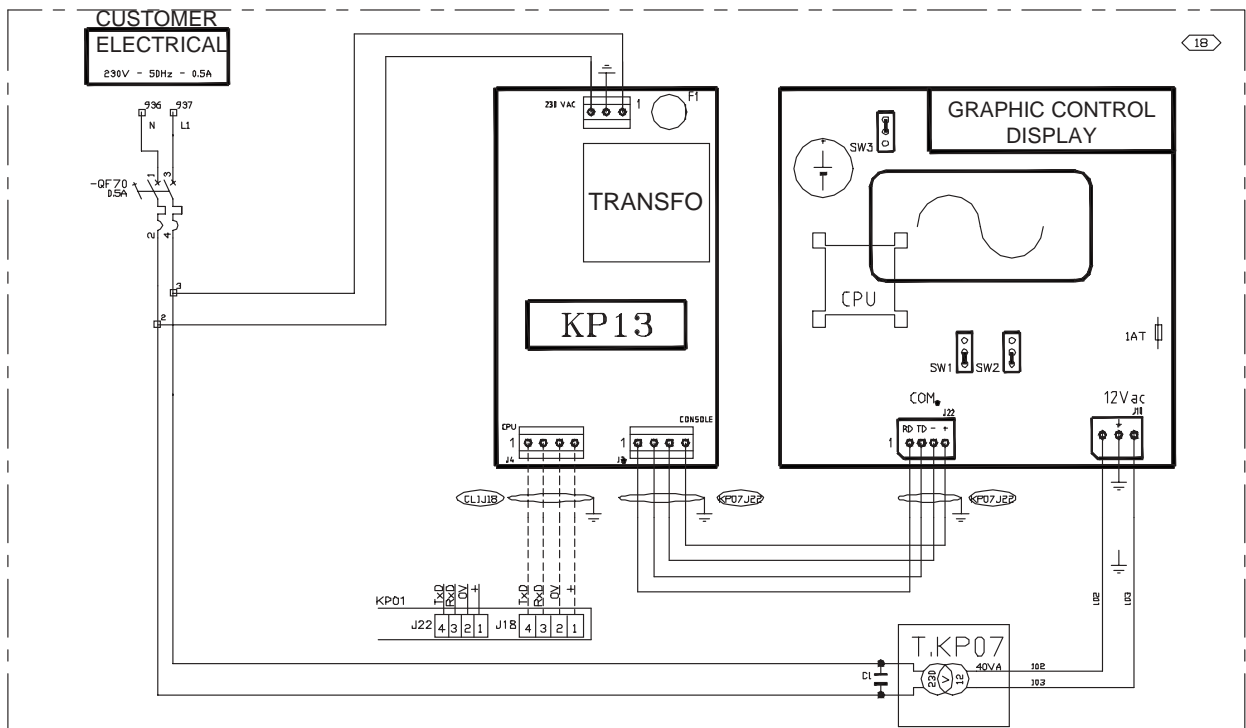 CUSTOMER
ELECTRICAL
230V - 50Hz - 0.5A
18
936
937
N
L1
230 VAC
1
F1
GRAPHIC CONTROL
DISPLAY
SW3
-QF70
0.5A
1
3
2
4
TRANSFO
3
2
KP13
CPU
1AT
SW1
SW2
COM.
J22
12Vac
RD TD - +
1
CPU
1
J4
CONSOLE
1
CL1J18
KP07J22
KP07J22
KP01
TxD
RxD
0V
+
TxD
RxD
0V
+
J22
4 3 2 1
J18
4 3 2 1
102
103
T.KP07
40VA
C1
230
V
12
102
103